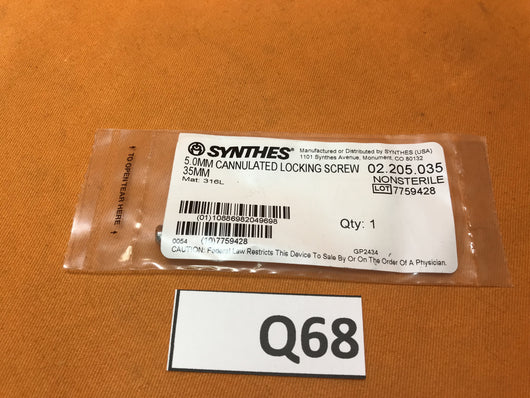 SYNTHES®
Manufactured or Distributed by SYNTHES (USA)
1101 Synthes Avenue, Monument, CO 80132
5.0MM CANNULATED LOCKING SCREW
35MM
Mat: 316L
02.205.035
NONSTERILE
LOT 7759428
(01)10886982049698
Qty: 1
0054
(10)7759428
GP2434
CAUTION: Federal Law Restricts This Device To Sale By Or On The Order Of A Physician.
TO OPEN TEAR HERE
Q68